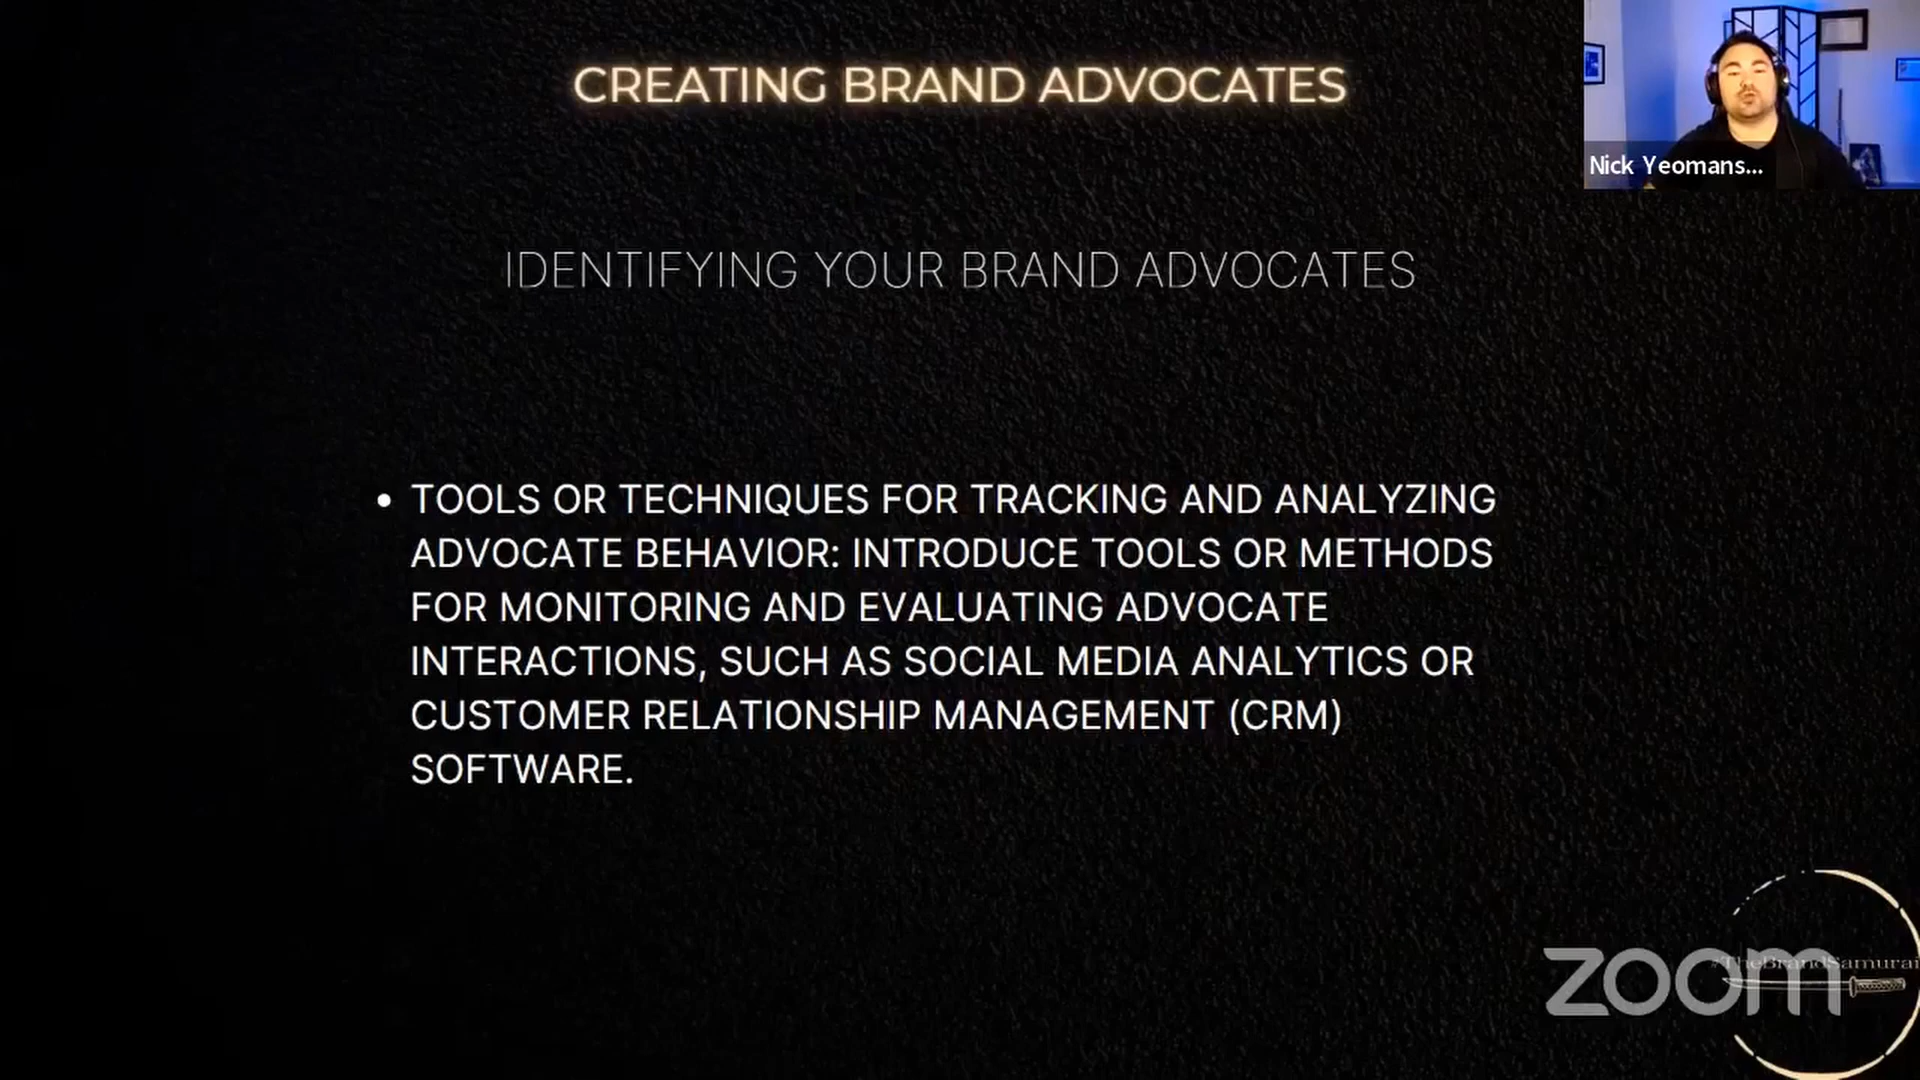 CREATING BRAND ADVOCATES
Nick Yeomans...
IDENTIFYING YOUR BRAND ADVOCATES
• TOOLS OR TECHNIQUES FOR TRACKING AND ANALYZING
ADVOCATE BEHAVIOR: INTRODUCE TOOLS OR METHODS
FOR MONITORING AND EVALUATING ADVOCATE
INTERACTIONS, SUCH AS SOCIAL MEDIA ANALYTICS OR
CUSTOMER RELATIONSHIP MANAGEMENT (CRM)
SOFTWARE.
#TheBrandSamurai
zoom